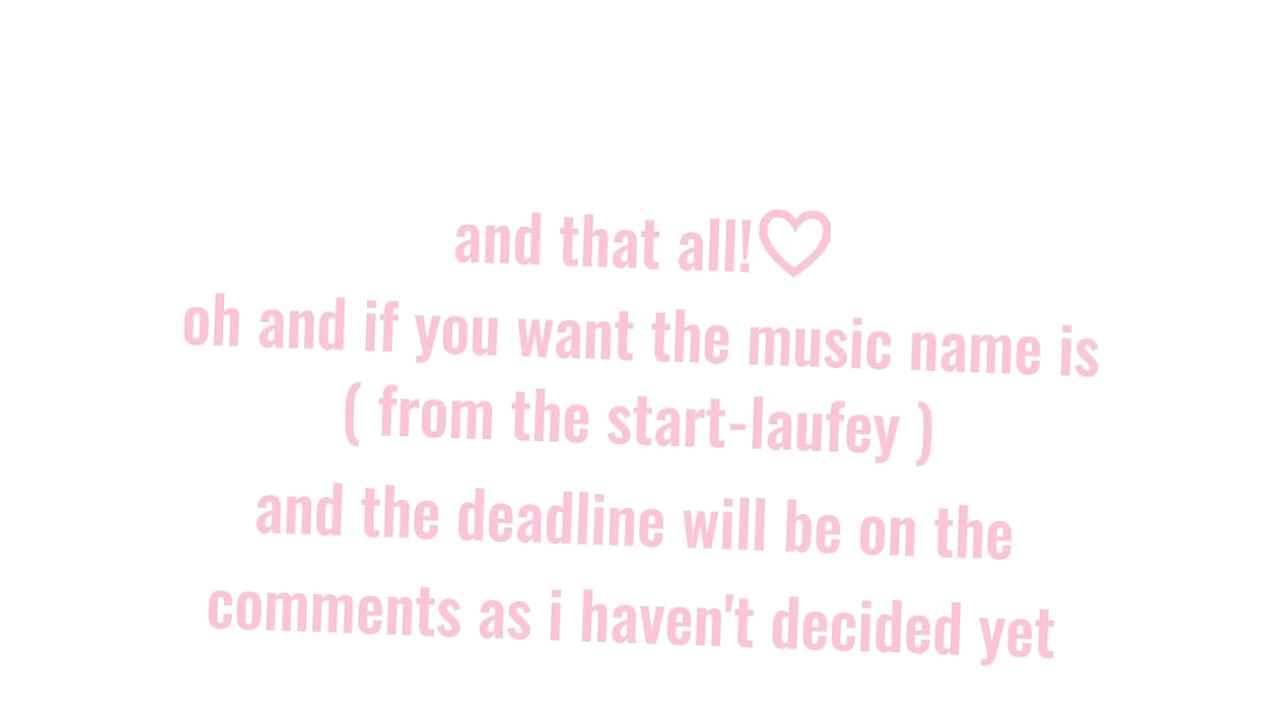 and that all!♡
oh and if you want the music name is
( from the start-laufey )
and the deadline will be on the
comments as i haven't decided yet